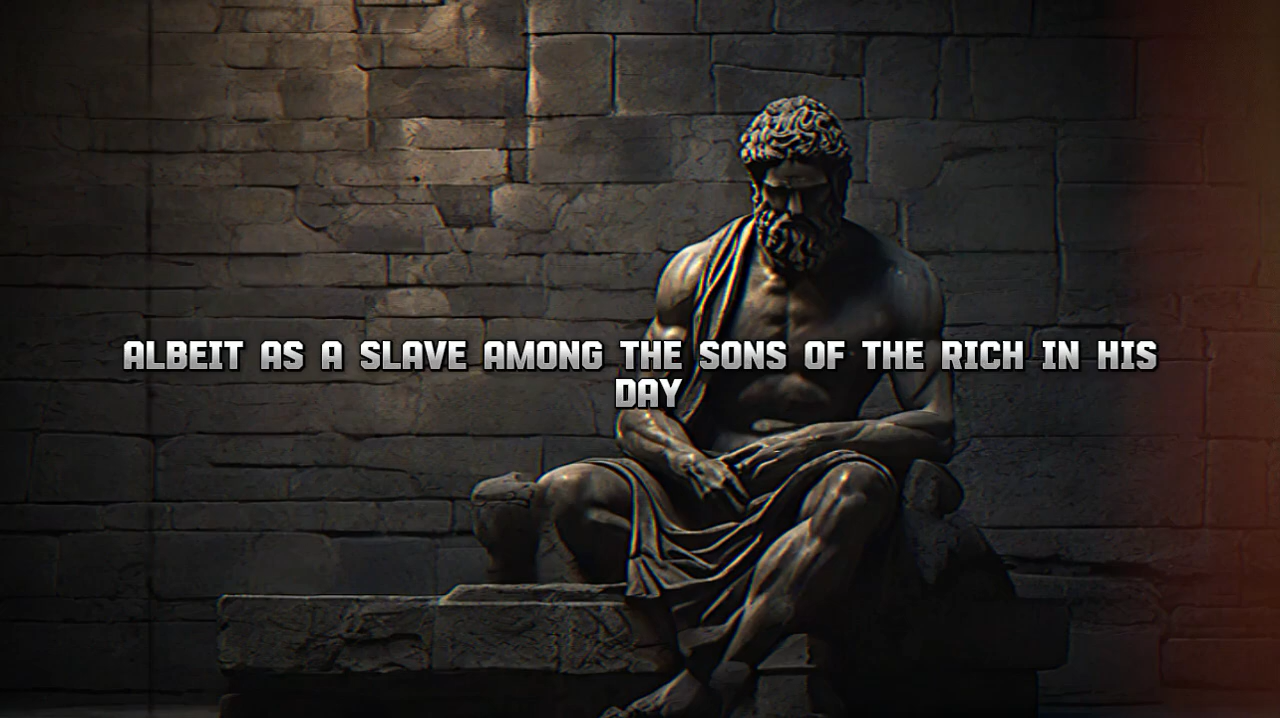 ALBEIT AS A SLAVE AMONG THE SONS OF THE RICH IN HIS
DAY